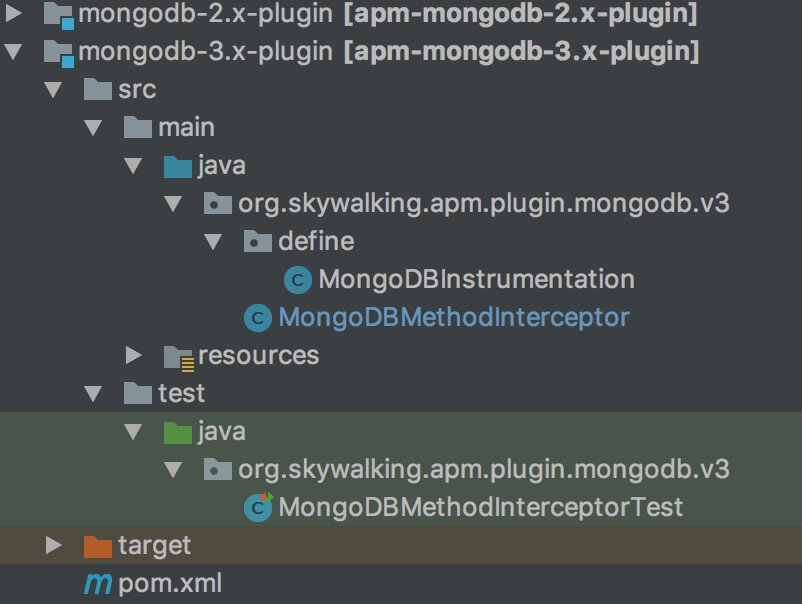 mongodb-2.x-plugin [apm-mongodb-2.x-plugin]
mongodb-3.x-plugin [apm-mongodb-3.x-plugin]
src
main
java
org.skywalking.apm.plugin.mongodb.v3
define
C MongoDBInstrumentation
C MongoDBMethodInterceptor
resources
test
java
org.skywalking.apm.plugin.mongodb.v3
C MongoDBMethodInterceptorTest
target
m pom.xml